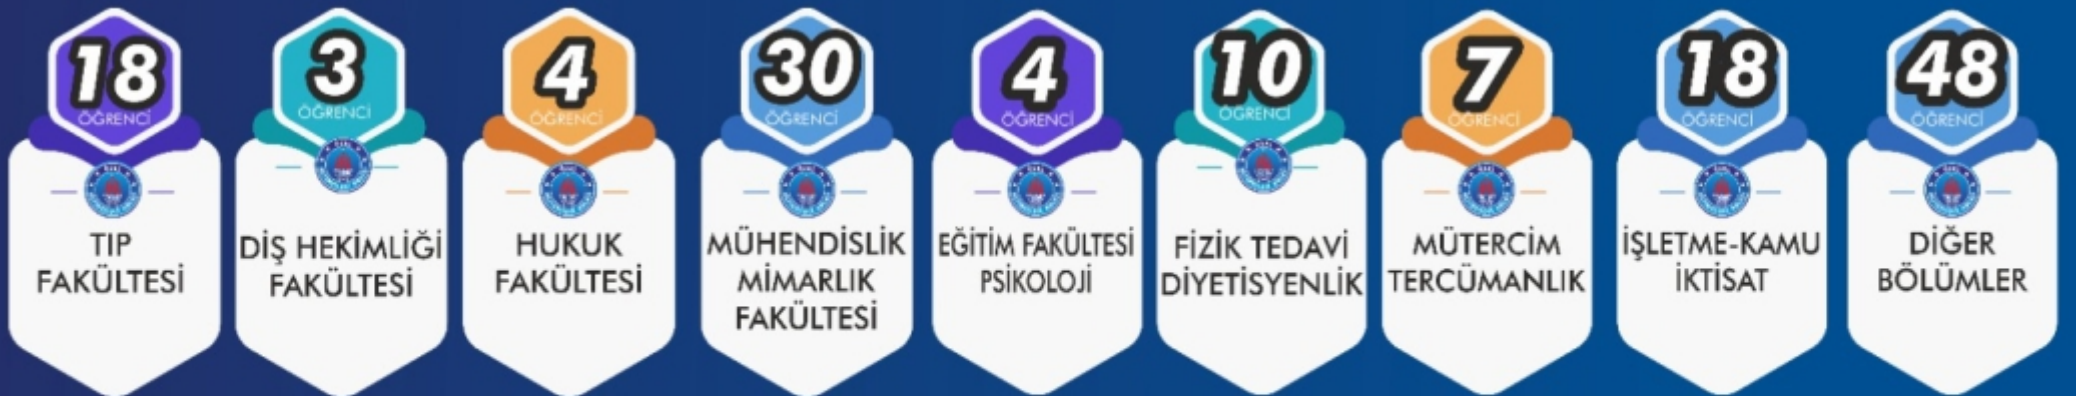 18
ÖĞRENCİ
TIP
FAKÜLTESİ
3
ÖĞRENCİ
DİŞ HEKİMLİĞİ
FAKÜLTESİ
4
ÖĞRENCİ
HUKUK
FAKÜLTESİ
30
ÖĞRENCİ
MÜHENDİSLİK
MİMARLIK
FAKÜLTESİ
4
ÖĞRENCİ
EĞİTİM FAKÜLTESİ
PSİKOLOJİ
10
ÖĞRENCİ
FİZİK TEDAVİ
DİYETİSYENLİK
7
ÖĞRENCİ
MÜTERCİM
TERCÜMANLIK
18
ÖĞRENCİ
İŞLETME-KAMU
İKTİSAT
48
ÖĞRENCİ
DİĞER
BÖLÜMLER